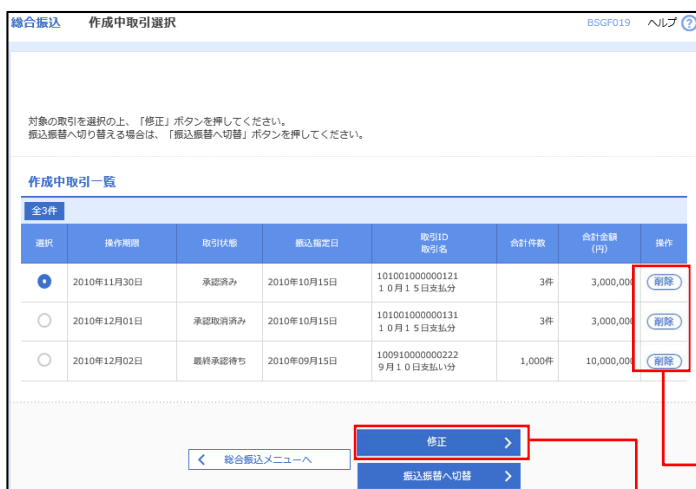 総合振込 作成中取引選択 BSGF019 ヘルプ ?
対象の取引を選択の上、「修正」ボタンを押してください。
振込振替へ切り替える場合は、「振込振替へ切替」ボタンを押してください。
作成中取引一覧
全3件
選択 操作期限 取引状態 振込指定日 取引ID 合計件数 合計金額 操作
取引名 (円)
2010年11月30日 承認済み 2010年10月15日 101001000000121 3件 3,000,000 削除
10月15日支払分
2010年12月01日 承認取消済み 2010年10月15日 101001000000131 3件 3,000,000 削除
10月15日支払分
2010年12月02日 最終承認待ち 2010年09月15日 100910000000222 1,000件 10,000,000 削除
9月10日支払い分
修正
総合振込メニューへ
振込振替へ切替